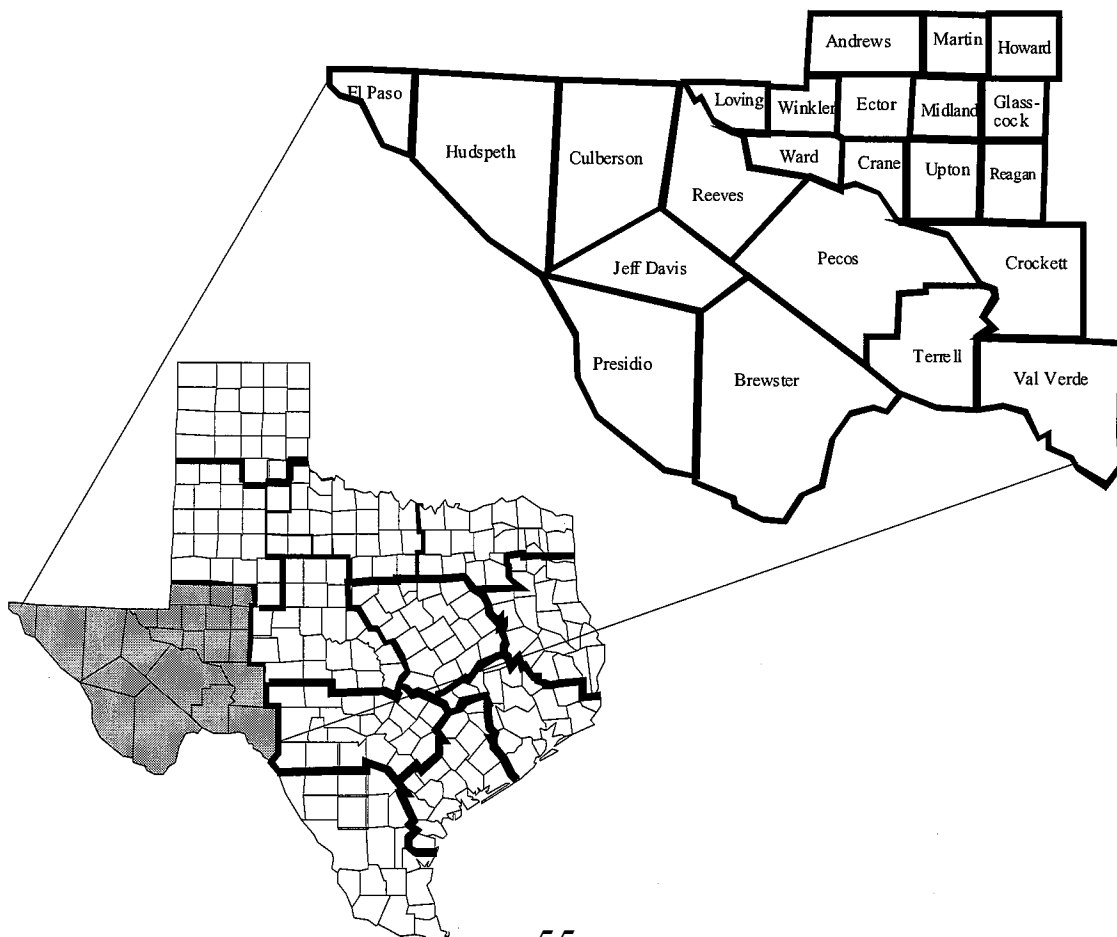 Andrews
Martin
Howard
El Paso
Loving
Winkler
Ector
Midland
Glass-
cock
Hudspeth
Culberson
Ward
Crane
Upton
Reagan
Reeves
Jeff Davis
Pecos
Crockett
Presidio
Brewster
Terrell
Val Verde
55